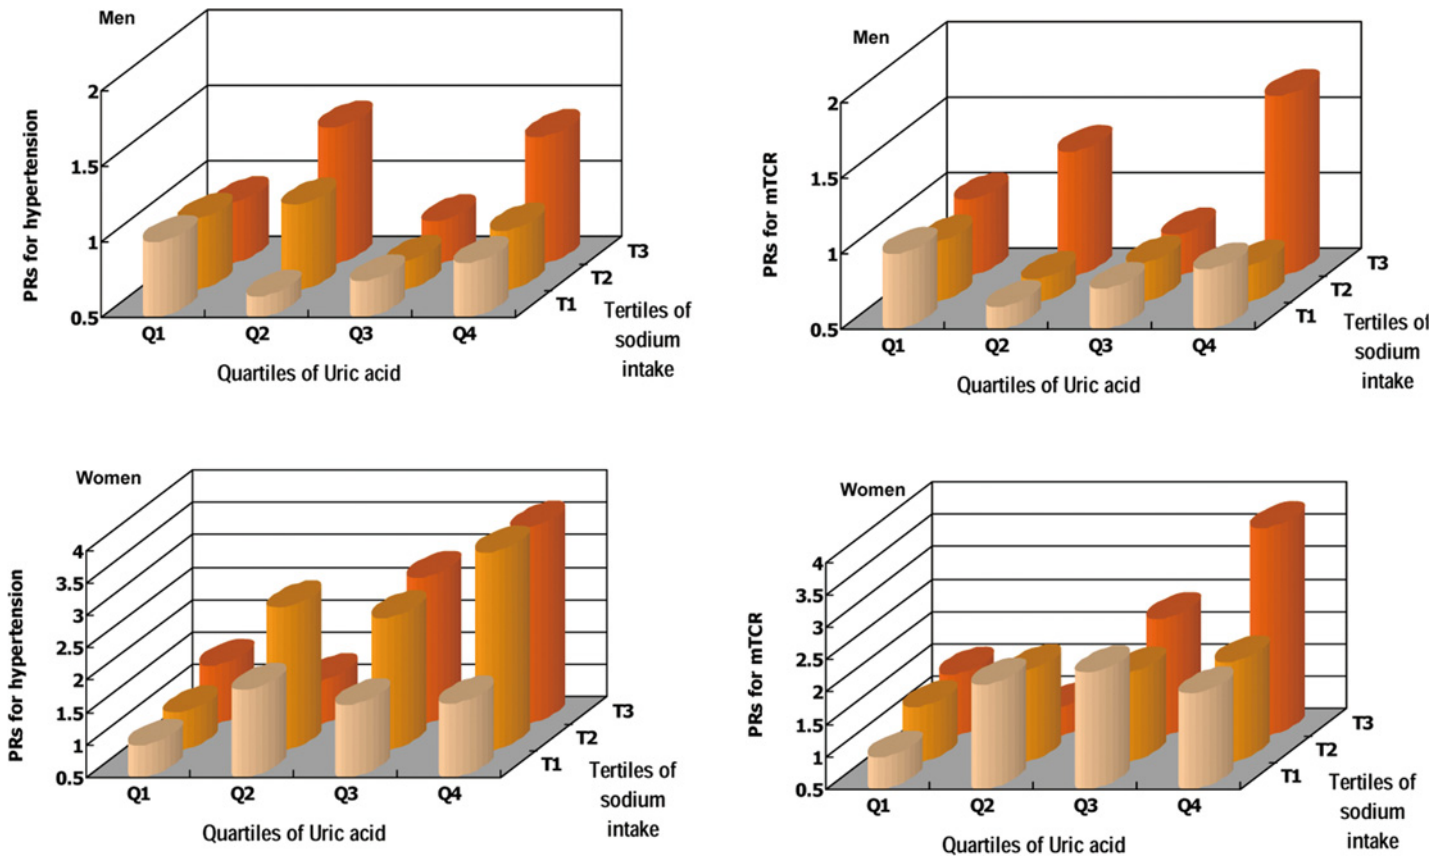 Men
PRs for hypertension
2
1.5
1
0.5
Q1
Q2
Q3
Q4
T1
T2
T3
Quartiles of Uric acid
Tertiles of
sodium
intake
Men
PRs for mTCR
2
1.5
1
0.5
Q1
Q2
Q3
Q4
T1
T2
T3
Quartiles of Uric acid
Tertiles of
sodium
intake
Women
PRs for hypertension
4
3.5
3
2.5
2
1.5
1
0.5
Q1
Q2
Q3
Q4
T1
T2
T3
Quartiles of Uric acid
Tertiles of
sodium
intake
Women
PRs for mTCR
4
3.5
3
2.5
2
1.5
1
0.5
Q1
Q2
Q3
Q4
T1
T2
T3
Quartiles of Uric acid
Tertiles of
sodium
intake